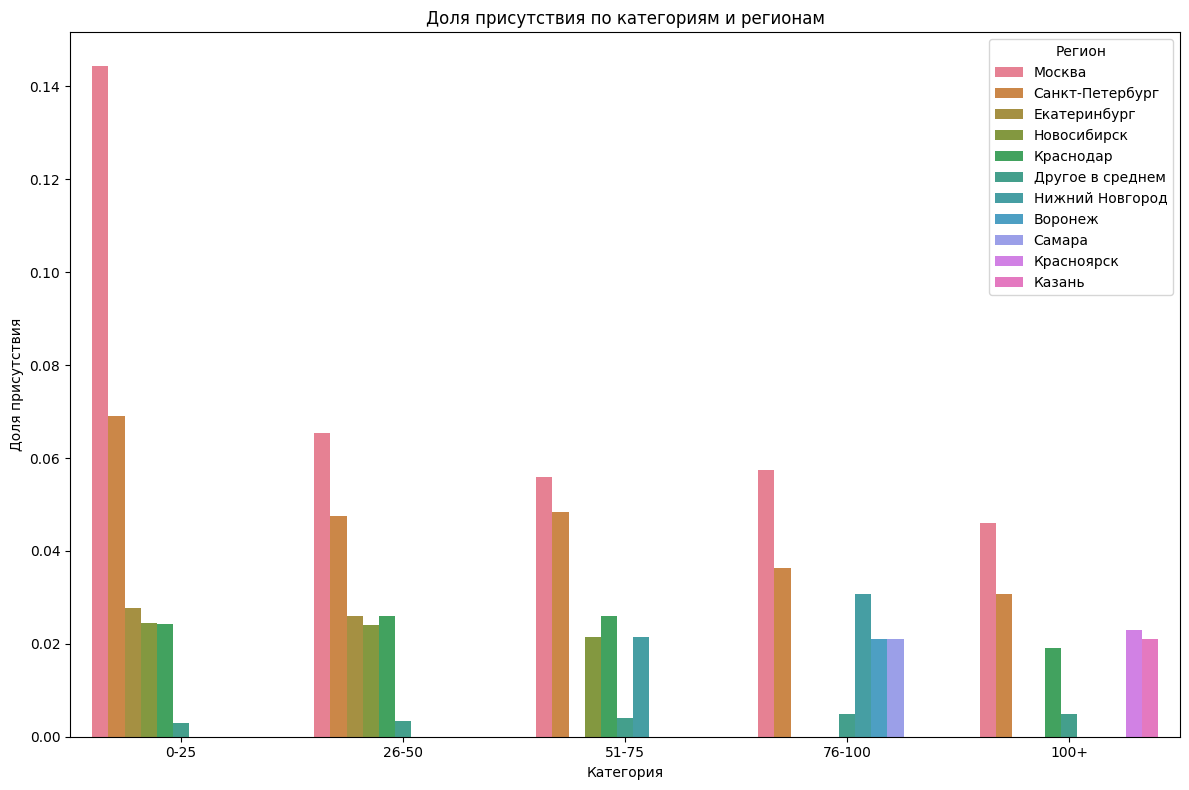 Доля присутствия по категориям и регионам
Доля присутствия
0.14
0.12
0.10
0.08
0.06
0.04
0.02
0.00
Регион
Москва
Санкт-Петербург
Екатеринбург
Новосибирск
Краснодар
Другое в среднем
Нижний Новгород
Воронеж
Самара
Красноярск
Казань
0-25 26-50 51-75 76-100 100+
Категория